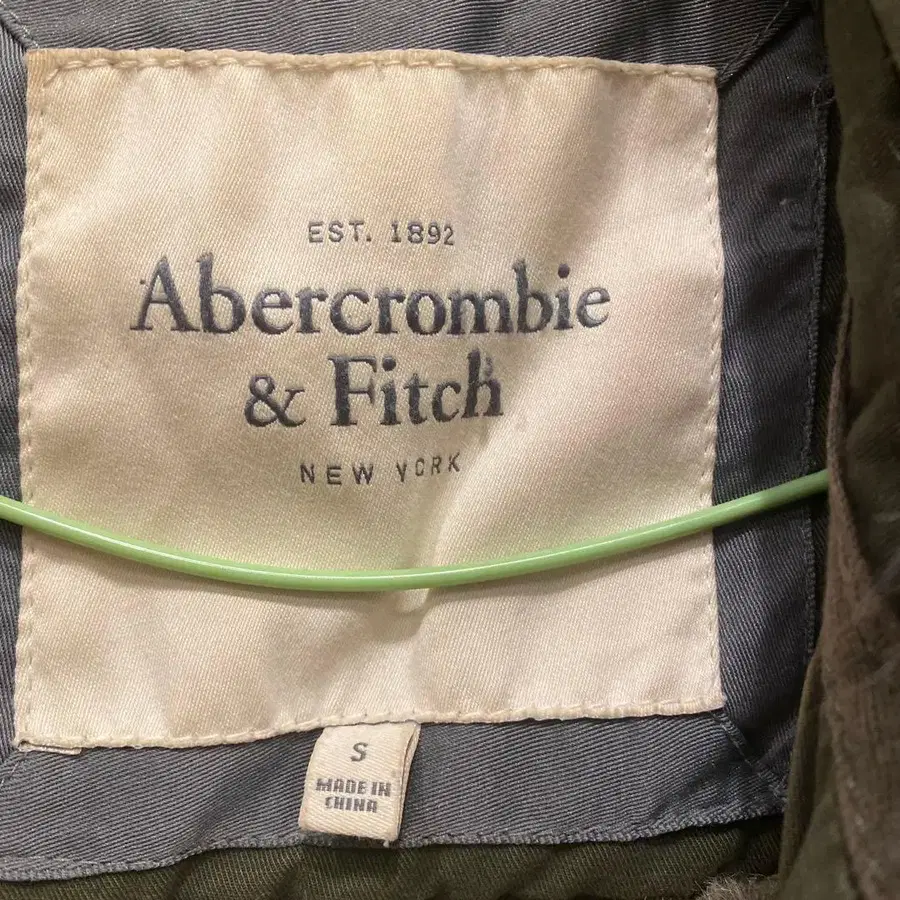 EST. 1892
Abercrombie
& Fitch
NEW YORK
S
MADE IN
CHINA